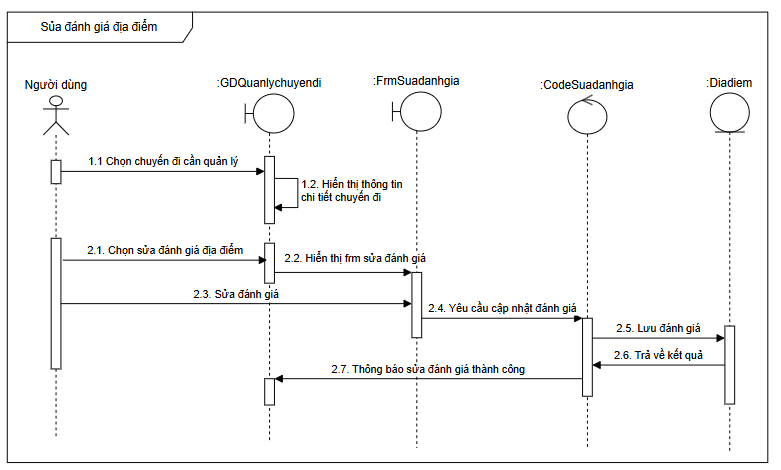 Sủa đánh giá địa điểm
Người dùng
:GDQuanlychuyendi
:FrmSuadanhgia
:CodeSuadanhgia
:Diadiem
1.1 Chọn chuyến đi cần quản lý
1.2. Hiển thị thông tin
chi tiết chuyến đi
2.1. Chọn sửa đánh giá địa điểm
2.2. Hiển thị frm sửa đánh giá
2.3. Sửa đánh giá
2.4. Yêu cầu cập nhật đánh giá
2.5. Lưu đánh giá
2.6. Trả về kết quả
2.7. Thông báo sửa đánh giá thành công